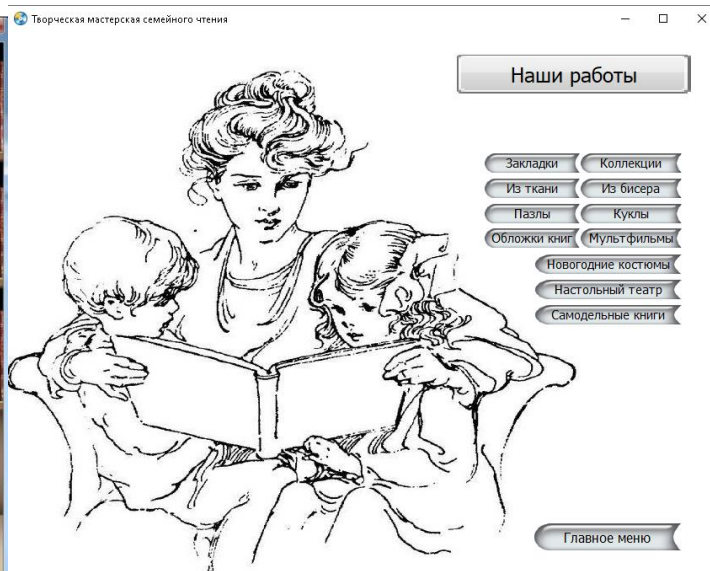 Творческая мастерская семейного чтения
Наши работы
Закладки Коллекции
Из ткани Из бисера
Пазлы Куклы
Обложки книг Мультфильмы
Новогодние костюмы
Настольный театр
Самодельные книги
Главное меню